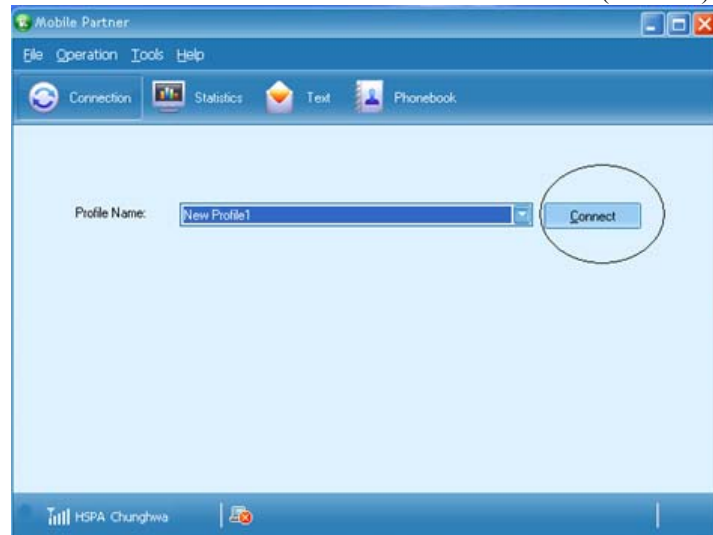 Mobile Partner
File Operation Tools Help
Connection Statistics Text Phonebook
Profile Name: New Profile1 Connect
HSPA Chunghwa